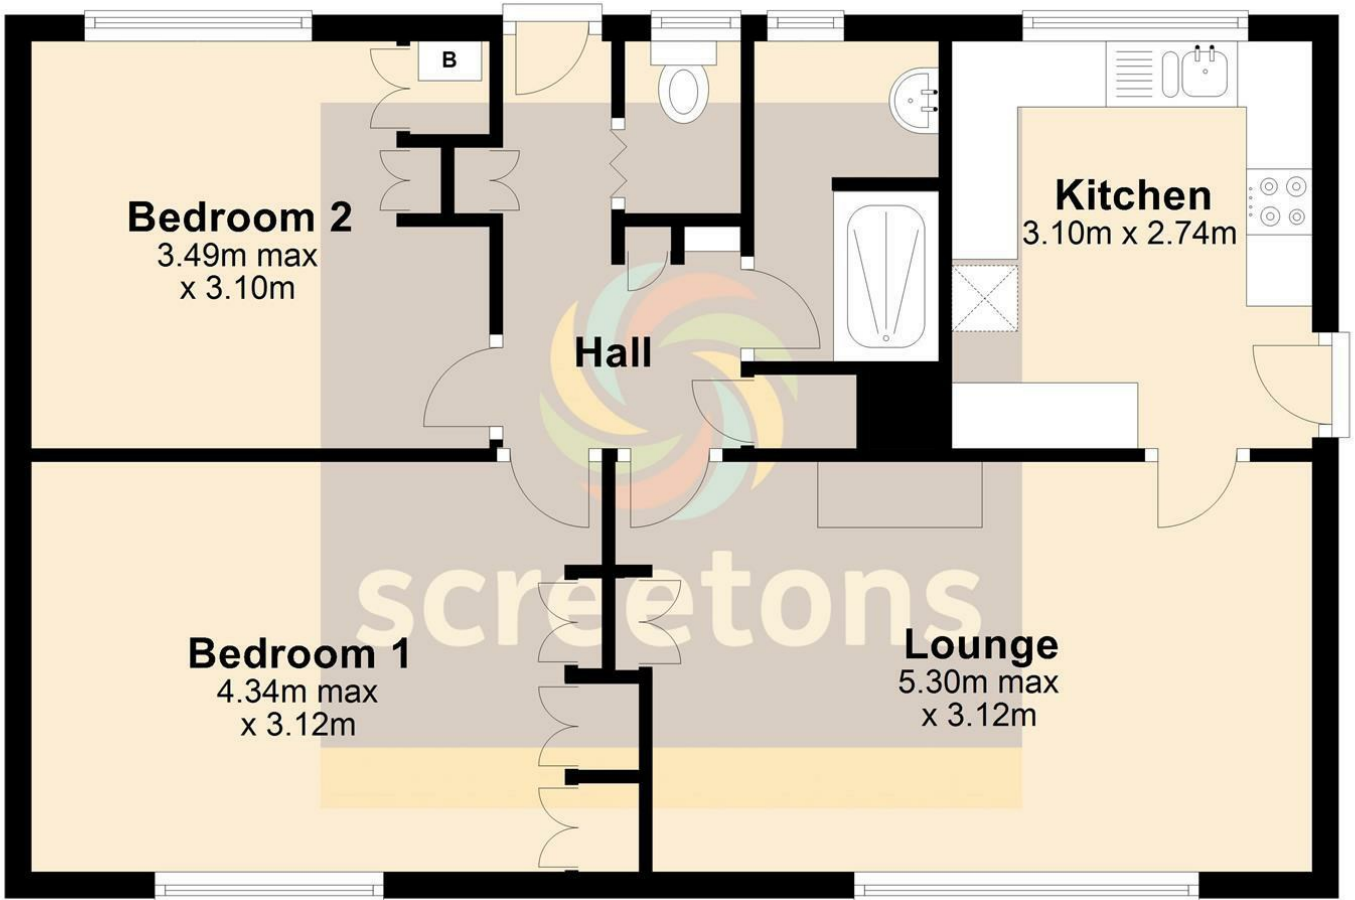 B
Bedroom 2
3.49m max
x 3.10m
Kitchen
3.10m x 2.74m
Hall
screetons
Bedroom 1
4.34m max
x 3.12m
Lounge
5.30m max
x 3.12m